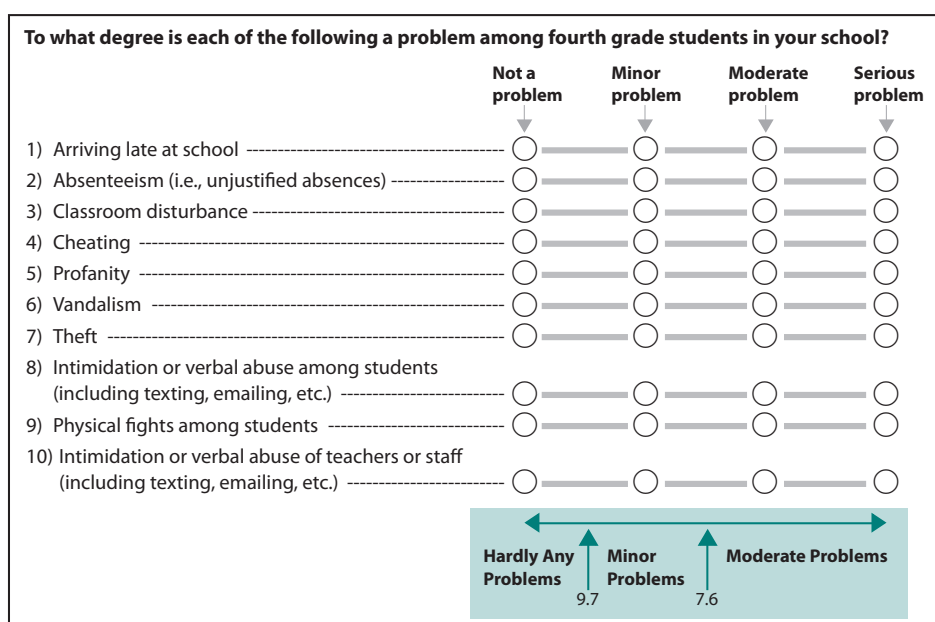 To what degree is each of the following a problem among fourth grade students in your school?
Not a problem
Minor problem
Moderate problem
Serious problem
1) Arriving late at school
2) Absenteeism (i.e., unjustified absences)
3) Classroom disturbance
4) Cheating
5) Profanity
6) Vandalism
7) Theft
8) Intimidation or verbal abuse among students
(including texting, emailing, etc.)
9) Physical fights among students
10) Intimidation or verbal abuse of teachers or staff
(including texting, emailing, etc.)
Hardly Any Problems
Minor Problems
Moderate Problems
9.7
7.6